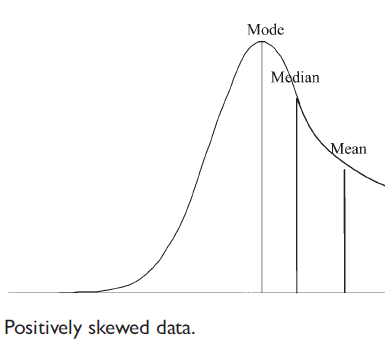 Mode
Median
Mean
Positively skewed data.